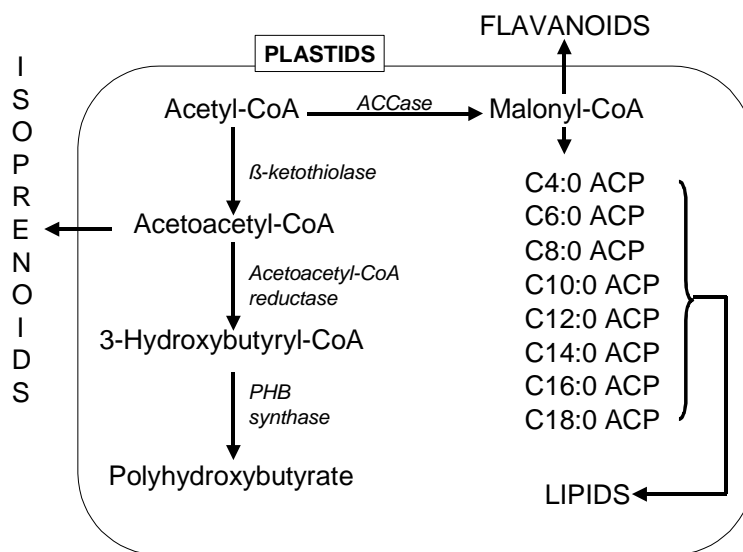 FLAVANOIDS
PLASTIDS
ISOPRENOIDS
Acetyl-CoA
ACCase
Malonyl-CoA
ß-ketothiolase
Acetoacetyl-CoA
Acetoacetyl-CoA
reductase
3-Hydroxybutyryl-CoA
PHB
synthase
Polyhydroxybutyrate
C4:0 ACP
C6:0 ACP
C8:0 ACP
C10:0 ACP
C12:0 ACP
C14:0 ACP
C16:0 ACP
C18:0 ACP
LIPIDS